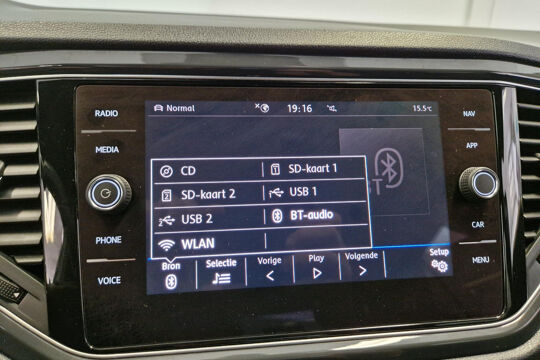 RADIO
Normal
19:16
15.5°C
NAV
MEDIA
APP
CD
SD-kaart 1
SD-kaart 2
USB 1
USB 2
BT-audio
WLAN
PHONE
CAR
Bron
Selectie
Vorige
Play
Volgende
Setup
VOICE
MENU